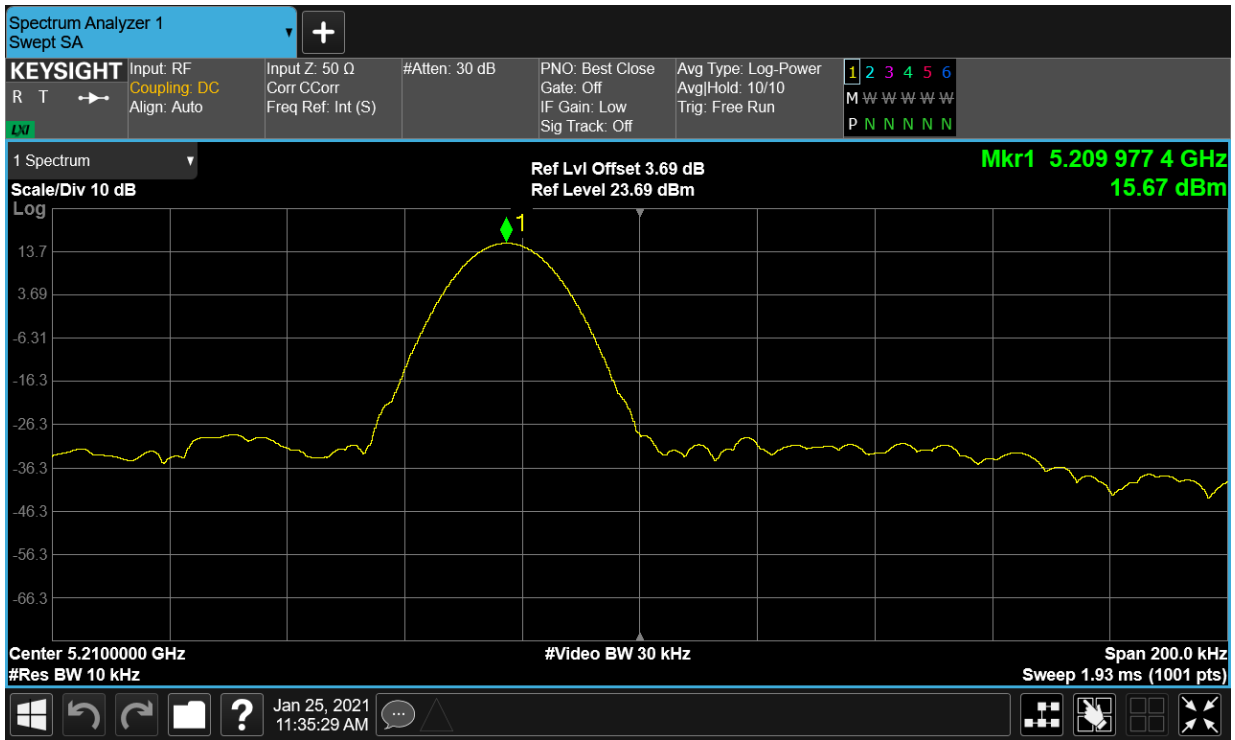 Spectrum Analyzer 1
Swept SA
+
KEYSIGHT
R T
LXI
Input: RF
Coupling: DC
Align: Auto
Input Z: 50 Ω
Corr CCorr
Freq Ref: Int (S)
#Atten: 30 dB
PNO: Best Close
Gate: Off
IF Gain: Low
Sig Track: Off
Avg Type: Log-Power
Avg|Hold: 10/10
Trig: Free Run
1 2 3 4 5 6
M W W W W W
P N N N N N
1 Spectrum
Scale/Div 10 dB
Log
Ref Lvl Offset 3.69 dB
Ref Level 23.69 dBm
Mkr1 5.209 977 4 GHz
15.67 dBm
1
13.7
3.69
-6.31
-16.3
-26.3
-36.3
-46.3
-56.3
-66.3
Center 5.2100000 GHz
#Res BW 10 kHz
#Video BW 30 kHz
Span 200.0 kHz
Sweep 1.93 ms (1001 pts)
?
Jan 25, 2021
11:35:29 AM